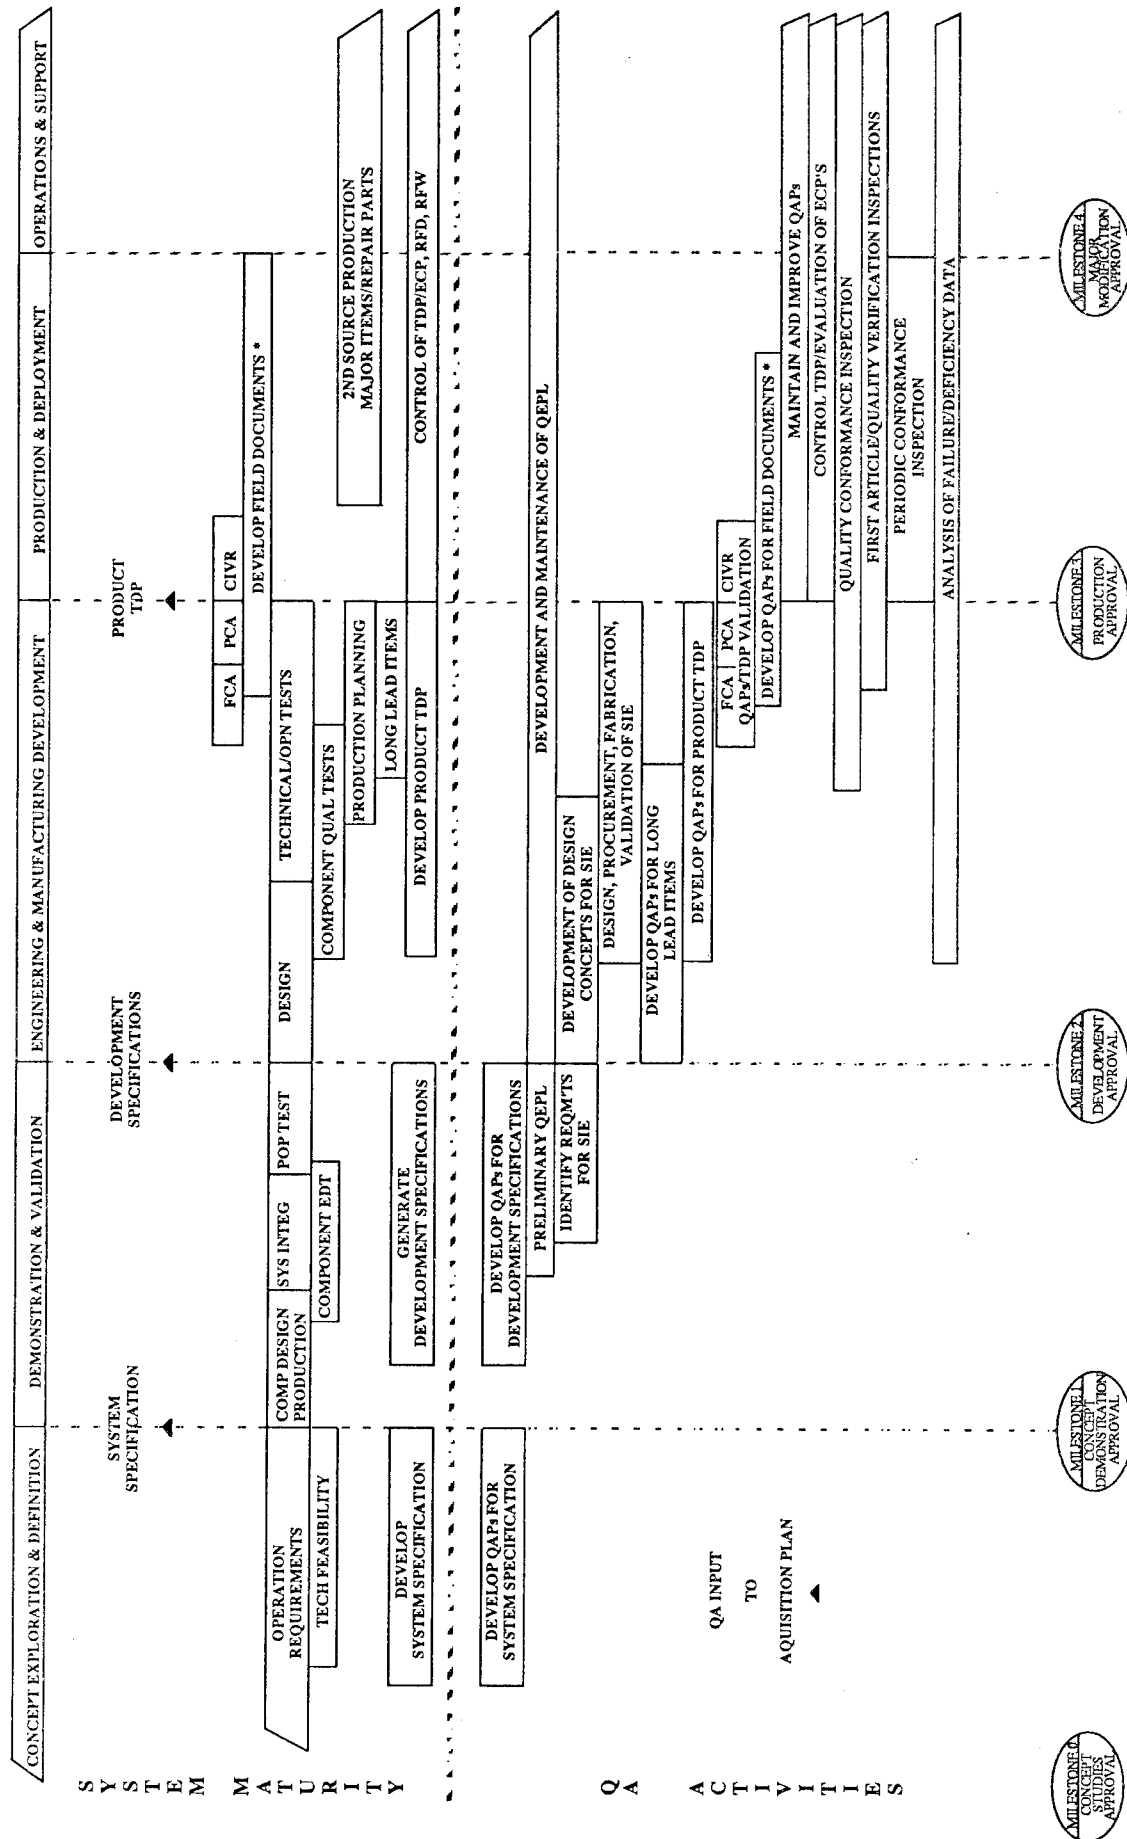 CONCEPT EXPLORATION & DEFINITION
DEMONSTRATION & VALIDATION
ENGINEERING & MANUFACTURING DEVELOPMENT
PRODUCTION & DEPLOYMENT
OPERATIONS & SUPPORT
SYSTEM
SPECIFICATION
DEVELOPMENT
SPECIFICATIONS
PRODUCT
TDP
SYSTEM
MATURITY
FCA
PCA
CIVR
DEVELOP FIELD DOCUMENTS *
OPERATION
REQUIREMENTS
COMP DESIGN
PRODUCTION
SYS INTEG
POP TEST
DESIGN
TECHNICAL/OPN TESTS
TECH FEASIBILITY
COMPONENT EDT
COMPONENT QUAL TESTS
PRODUCTION PLANNING
2ND SOURCE PRODUCTION
MAJOR ITEMS/REPAIR PARTS
LONG LEAD ITEMS
DEVELOP
SYSTEM SPECIFICATION
GENERATE
DEVELOPMENT SPECIFICATIONS
DEVELOP PRODUCT TDP
CONTROL OF TDP/ECP, RFD, RFW
QA
ACTIVITIES
DEVELOP QAPs FOR
SYSTEM SPECIFICATION
DEVELOP QAPs FOR
DEVELOPMENT SPECIFICATIONS
PRELIMINARY QEPL
DEVELOPMENT AND MAINTENANCE OF QEPL
IDENTIFY REQM'TS
FOR SIE
DEVELOPMENT OF DESIGN
CONCEPTS FOR SIE
DESIGN, PROCUREMENT, FABRICATION,
VALIDATION OF SIE
DEVELOP QAPs FOR LONG
LEAD ITEMS
DEVELOP QAPs FOR PRODUCT TDP
QA INPUT
TO
AQUISITION PLAN
FCA
PCA
CIVR
QAPs/TDP VALIDATION
DEVELOP QAPs FOR FIELD DOCUMENTS *
MAINTAIN AND IMPROVE QAPs
CONTROL TDP/EVALUATION OF ECP'S
QUALITY CONFORMANCE INSPECTION
FIRST ARTICLE/QUALITY VERIFICATION INSPECTIONS
PERIODIC CONFORMANCE
INSPECTION
ANALYSIS OF FAILURE/DEFICIENCY DATA
MILESTONE 0
CONCEPT
STUDIES
APPROVAL
MILESTONE 1
CONCEPT
DEMONSTRATION
APPROVAL
MILESTONE 2
DEVELOPMENT
APPROVAL
MILESTONE 3
PRODUCTION
APPROVAL
MILESTONE 4
MAJOR
MODIFICATION
APPROVAL